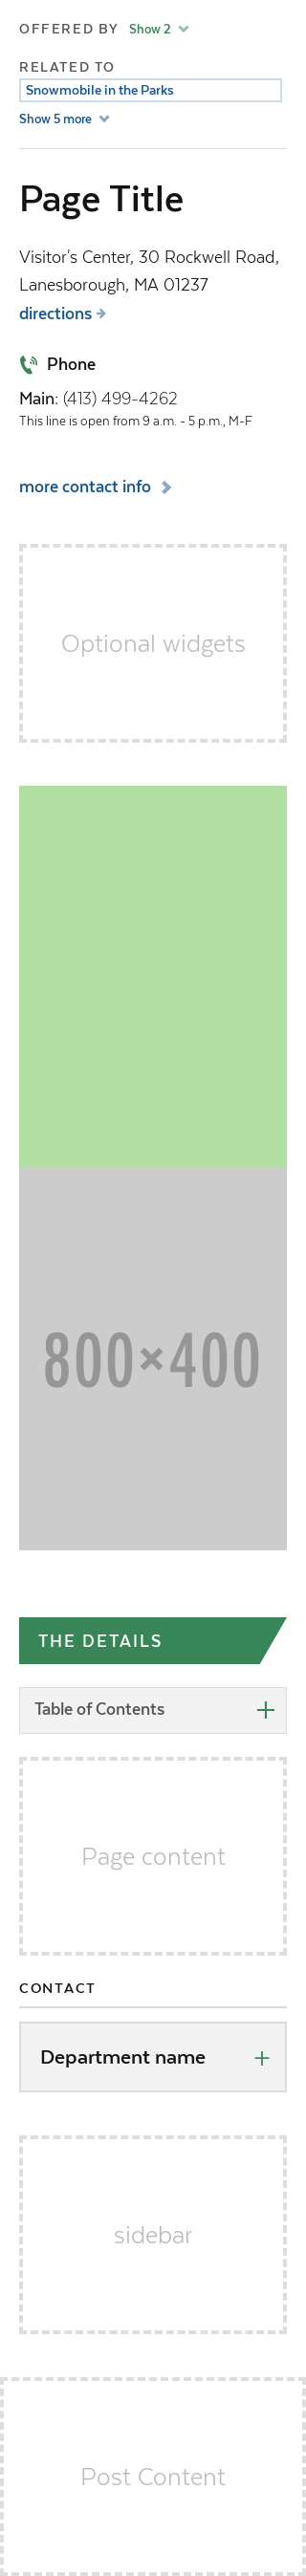 OFFERED BY Show 2
RELATED TO
Snowmobile in the Parks
Show 5 more
Page Title
Visitor's Center, 30 Rockwell Road,
Lanesborough, MA 01237
directions
Phone
Main: (413) 499-4262
This line is open from 9 a.m. - 5 p.m., M-F
more contact info
Optional widgets
800×400
THE DETAILS
Table of Contents
Page content
CONTACT
Department name
sidebar
Post Content